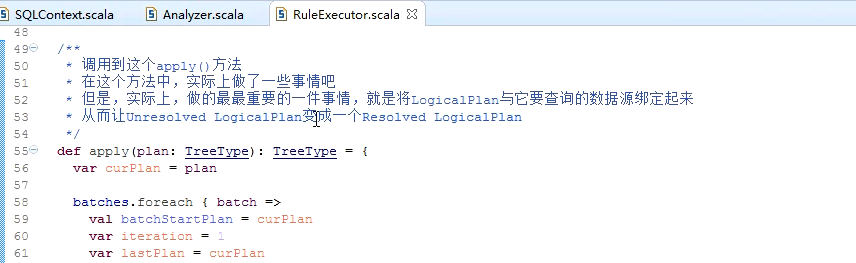 SQLContext.scala Analyzer.scala RuleExecutor.scala
48
49 /**
50 * 调用到这个apply()方法
51 * 在这个方法中，实际上做了一些事情吧
52 * 但是，实际上，做的最最重要的一件事情，就是将LogicalPlan与它要查询的数据源绑定起来
53 * 从而让Unresolved LogicalPlan变成一个Resolved LogicalPlan
54 */
55 def apply(plan: TreeType): TreeType = {
56 var curPlan = plan
57
58 batches.foreach { batch =>
59 val batchStartPlan = curPlan
60 var iteration = 1
61 var lastPlan = curPlan